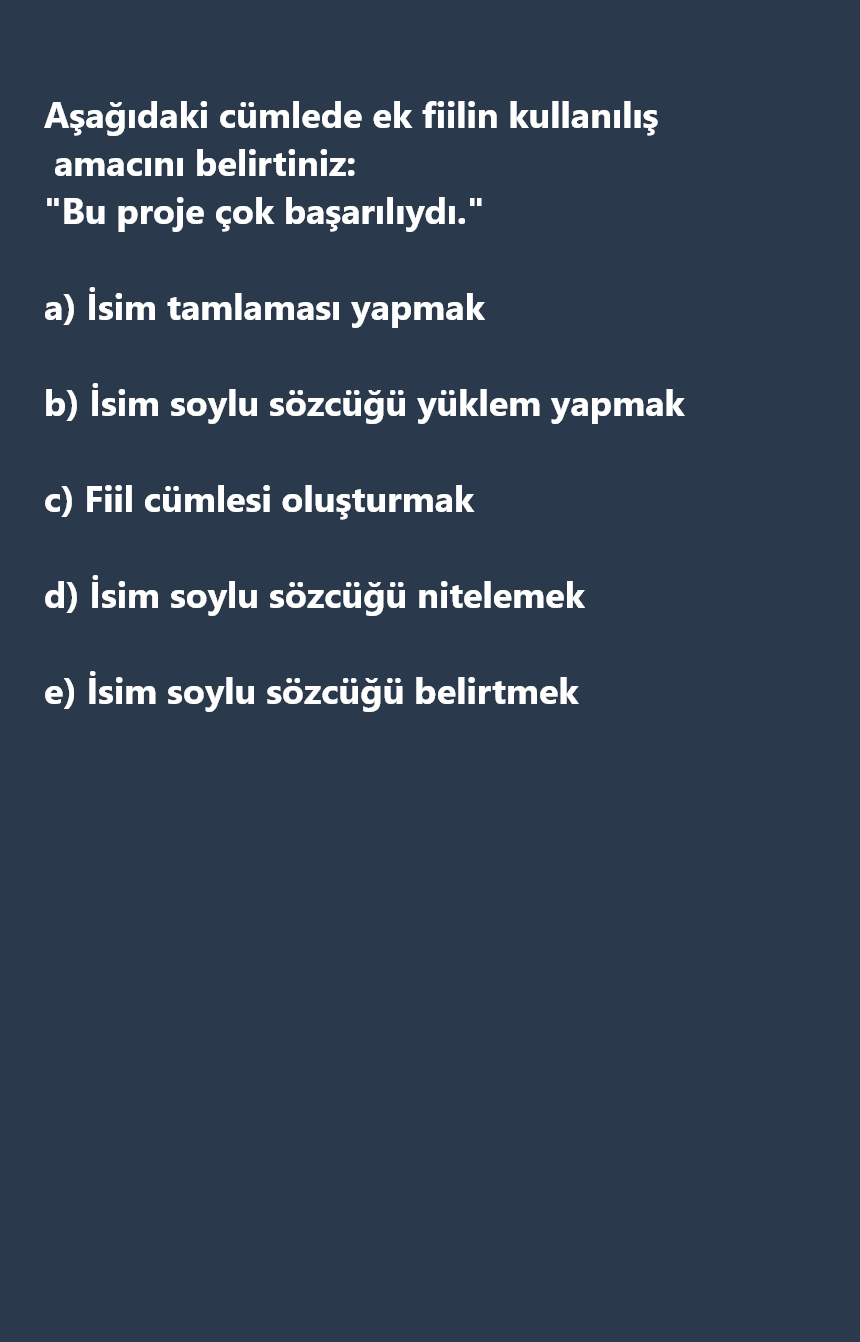 Aşağıdaki cümlede ek fiilin kullanılış
amacını belirtiniz:
"Bu proje çok başarılıydı."
a) İsim tamlaması yapmak
b) İsim soylu sözcüğü yüklem yapmak
c) Fiil cümlesi oluşturmak
d) İsim soylu sözcüğü nitelemek
e) İsim soylu sözcüğü belirtmek